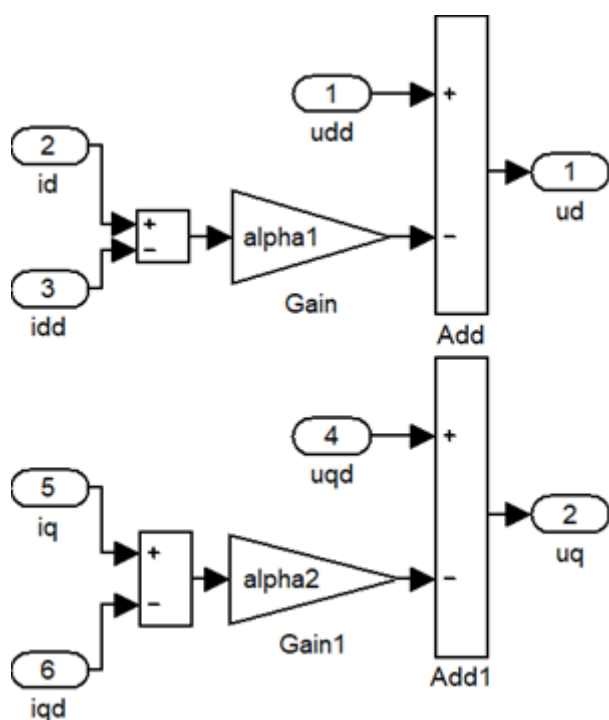 1
udd
+
2
id
+
−
alpha1
Gain
−
1
ud
3
idd
Add
4
uqd
+
5
iq
+
−
alpha2
Gain1
−
2
uq
6
iqd
Add1